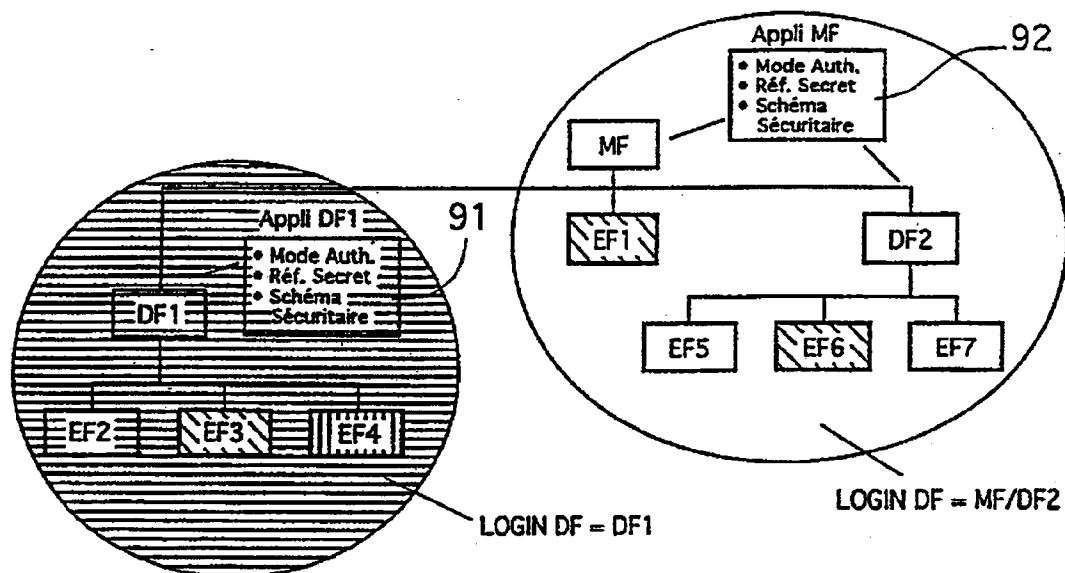 Appli MF
92
• Mode Auth.
• Réf. Secret
• Schéma
Sécuritaire
MF
EF1
DF2
EF5
EF6
EF7
LOGIN DF = MF/DF2
Appli DF1
91
• Mode Auth.
• Réf. Secret
• Schéma
Sécuritaire
DF1
EF2
EF3
EF4
LOGIN DF = DF1